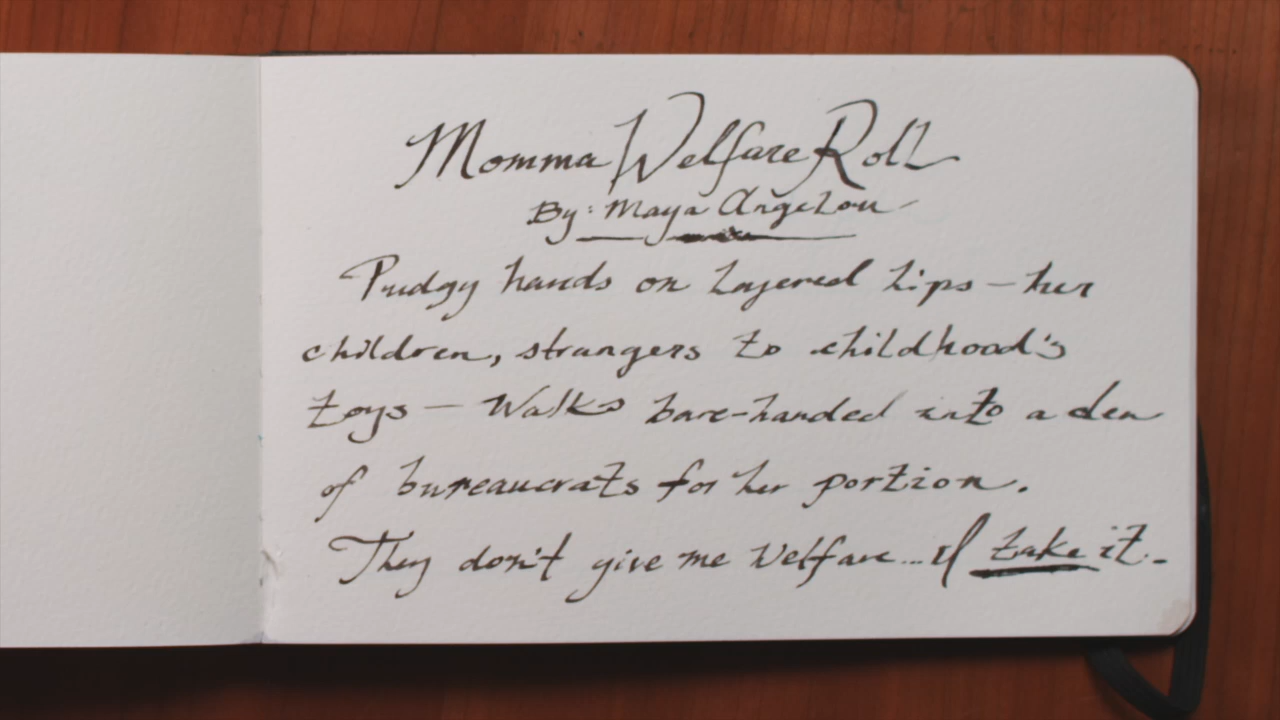 Momma Welfare Roll
By: Maya Angelou
Pudgy hands on layered hips – her
children, strangers to childhood's
toys – Walks bare-handed into a den
of bureaucrats for her portion.
They don't give me Welfare... I take it.